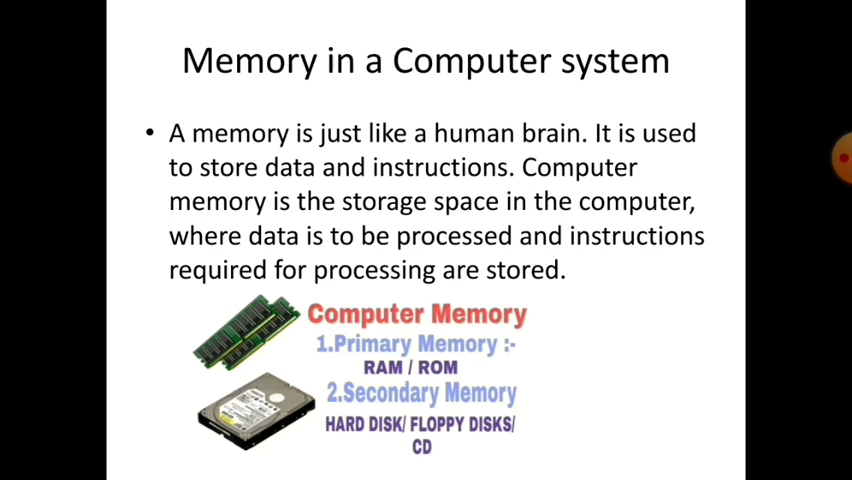 Memory in a Computer system
• A memory is just like a human brain. It is used
to store data and instructions. Computer
memory is the storage space in the computer,
where data is to be processed and instructions
required for processing are stored.
Computer Memory
1.Primary Memory :-
RAM / ROM
2.Secondary Memory
HARD DISK/ FLOPPY DISKS/
CD